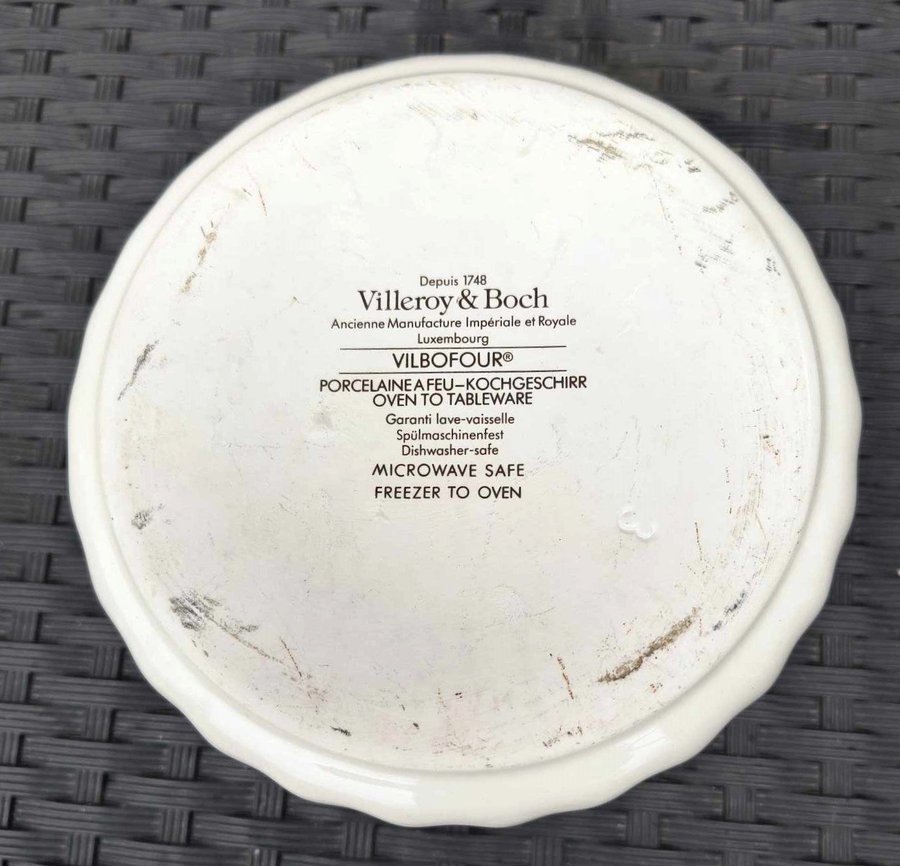 Depuis 1748
Villeroy & Boch
Ancienne Manufacture Impériale et Royale
Luxembourg
VILBOFOUR®
PORCELAINE A FEU–KOCHGESCHIRR
OVEN TO TABLEWARE
Garanti lave-vaisselle
Spülmaschinenfest
Dishwasher-safe
MICROWAVE SAFE
FREEZER TO OVEN